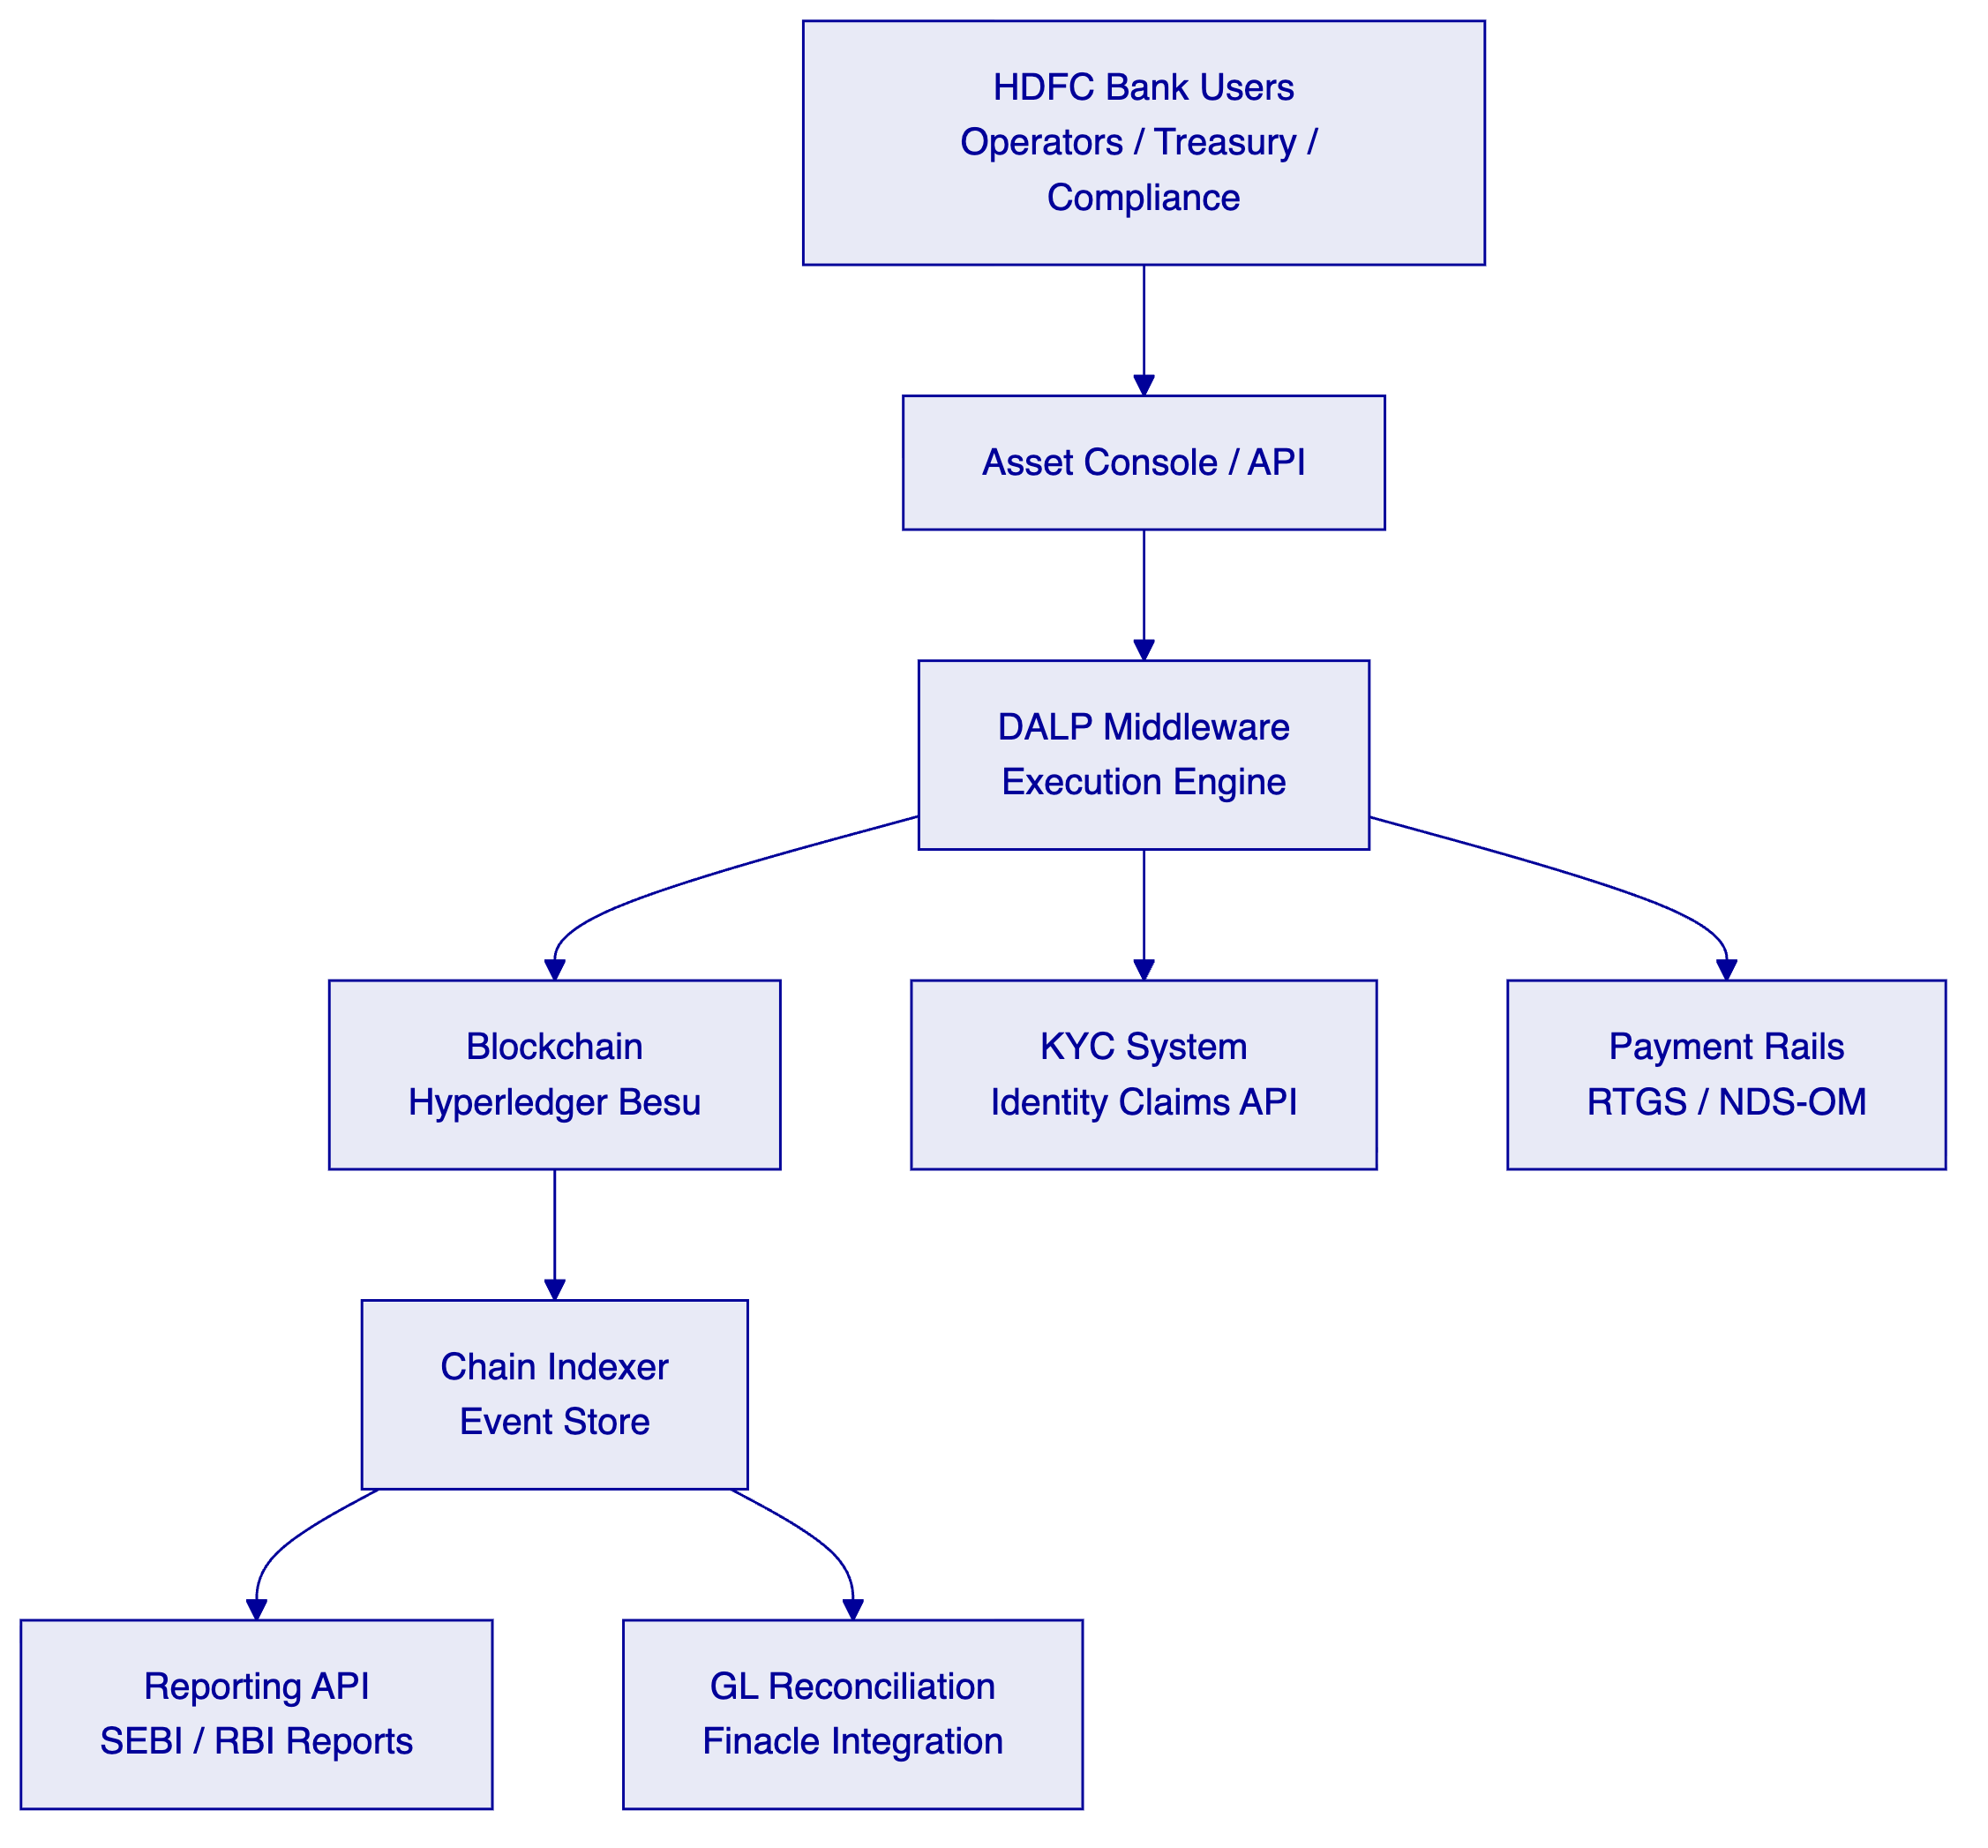 HDFC Bank Users
Operators / Treasury /
Compliance
Asset Console / API
DALP Middleware
Execution Engine
Blockchain
Hyperledger Besu
KYC System
Identity Claims API
Payment Rails
RTGS / NDS-OM
Chain Indexer
Event Store
Reporting API
SEBI / RBI Reports
GL Reconciliation
Finacle Integration